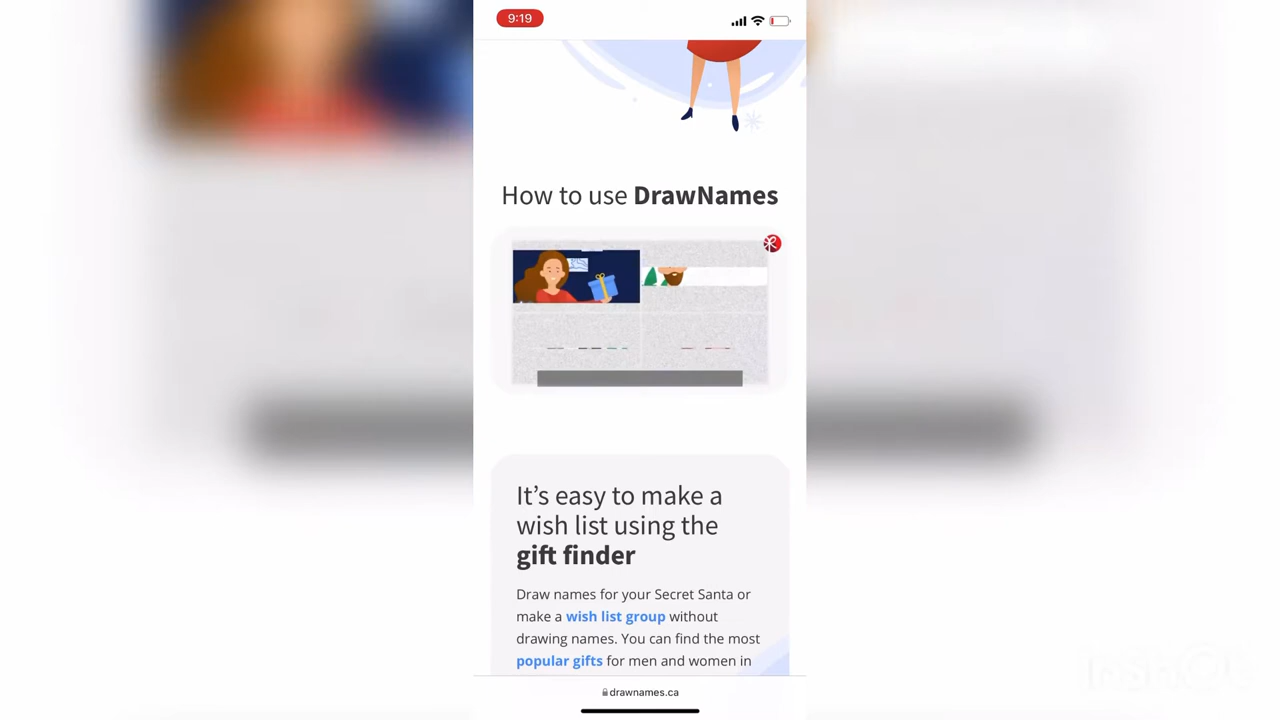 9:19
How to use DrawNames
It's easy to make a
wish list using the
gift finder
Draw names for your Secret Santa or
make a wish list group without
drawing names. You can find the most
popular gifts for men and women in
drawnames.ca
InShOt